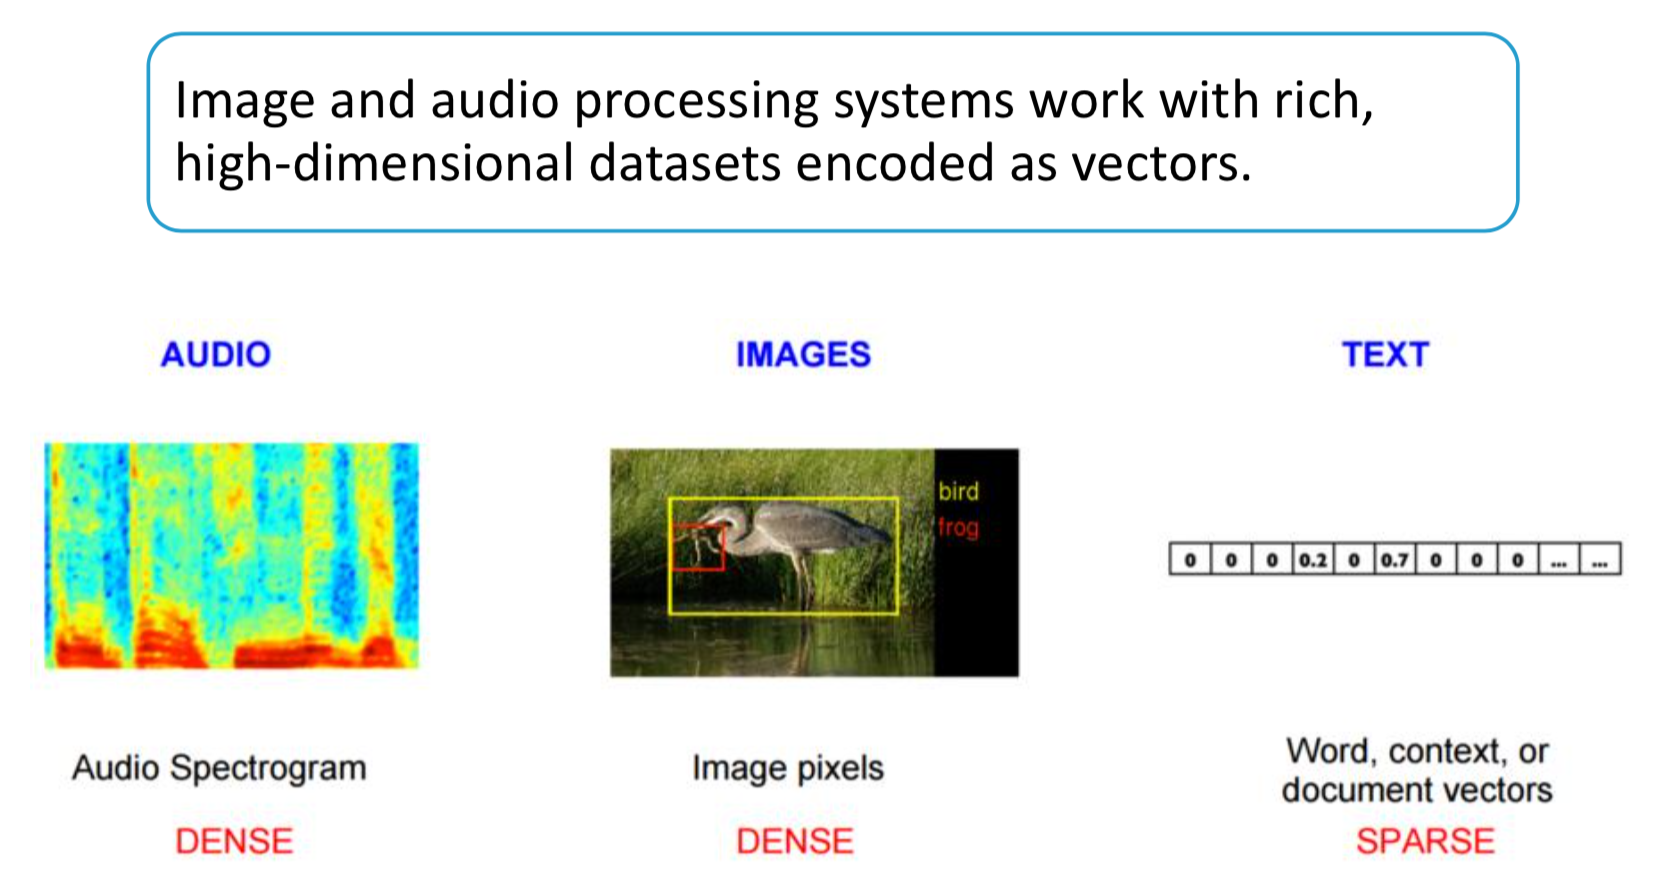 Image and audio processing systems work with rich,
high-dimensional datasets encoded as vectors.
AUDIO
IMAGES
TEXT
bird
frog
0 0 0 0.2 0 0.7 0 0 0 ... ...
Audio Spectrogram
DENSE
Image pixels
DENSE
Word, context, or
document vectors
SPARSE